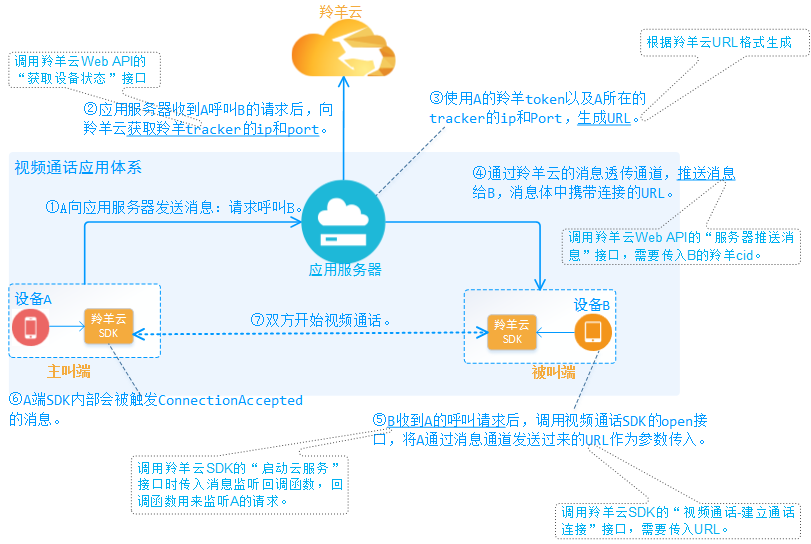 羚羊云
调用羚羊云Web API的
“获取设备状态”接口
②应用服务器收到A呼叫B的请求后，向
羚羊云获取羚羊tracker的ip和port。
根据羚羊云URL格式生成
③使用A的羚羊token以及A所在的
tracker的ip和Port，生成URL。
视频通话应用体系
④通过羚羊云的消息透传通道，推送消息
给B，消息体中携带连接的URL。
①A向应用服务器发送消息：请求呼叫B。
调用羚羊云Web API的“服务器推送消
息”接口，需要传入B的羚羊cid。
应用服务器
设备A
羚羊云
SDK
主叫端
⑦双方开始视频通话。
设备B
羚羊云
SDK
被叫端
⑥A端SDK内部会被触发ConnectionAccepted
的消息。
⑤B收到A的呼叫请求后，调用视频通话SDK的open接
口，将A通过消息通道发送过来的URL作为参数传入。
调用羚羊云SDK的“启动云服务”
接口时传入消息监听回调函数，回
调函数用来监听A的请求。
调用羚羊云SDK的“视频通话-建立通话
连接”接口，需要传入URL。